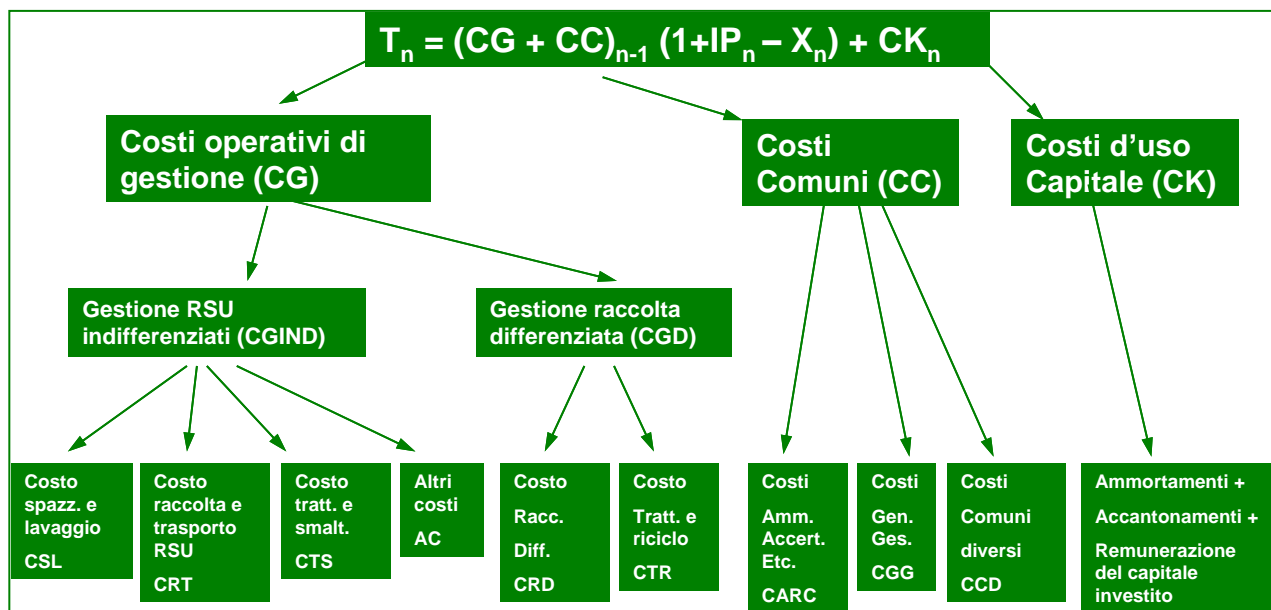 Tn = (CG + CC)n-1 (1+IPn – Xn) + CKn
Costi operativi di
gestione (CG)
Costi
Comuni (CC)
Costi d’uso
Capitale (CK)
Gestione RSU
indifferenziati (CGIND)
Gestione raccolta
differenziata (CGD)
Costo
spazz. e
lavaggio
CSL
Costo
raccolta e
trasporto
RSU
CRT
Costo
tratt. e
smalt.
CTS
Altri
costi
AC
Costo
Racc.
Diff.
CRD
Costo
Tratt. e
riciclo
CTR
Costi
Amm.
Accert.
Etc.
CARC
Costi
Gen.
Ges.
CGG
Costi
Comuni
diversi
CCD
Ammortamenti +
Accantonamenti +
Remunerazione
del capitale
investito